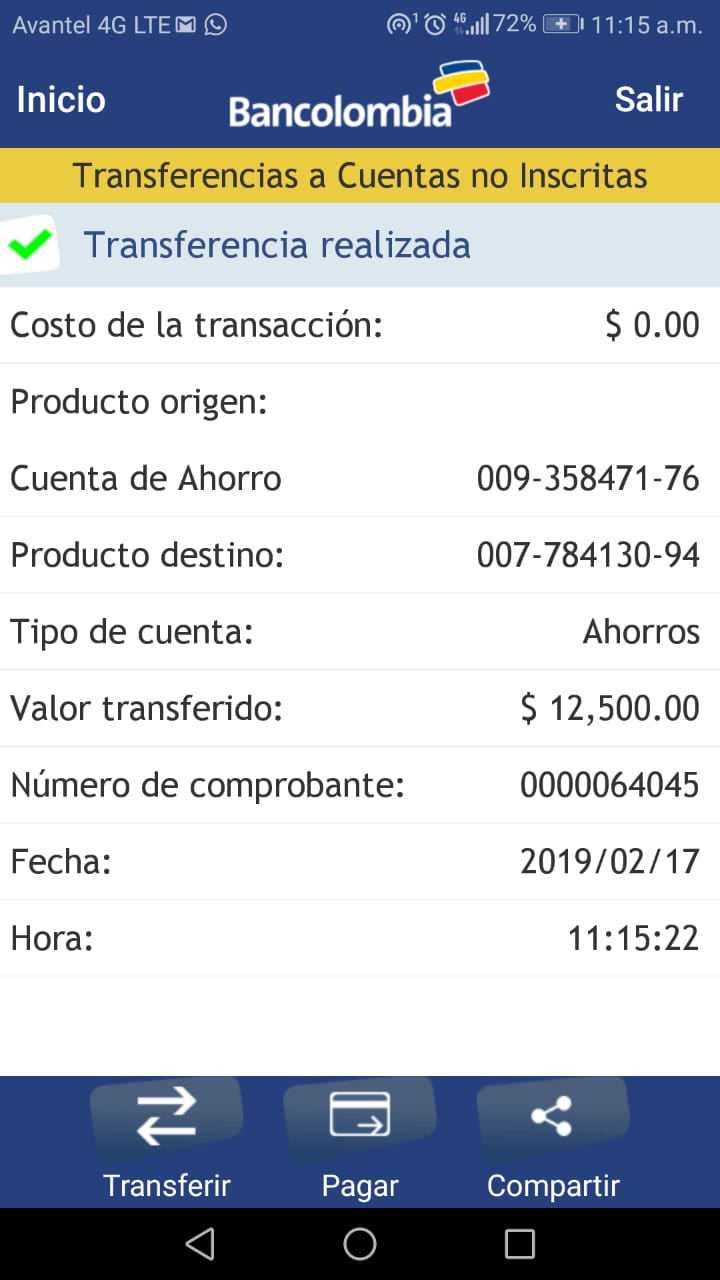 Avantel 4G LTE 1 4G 72% 11:15 a.m.
Inicio Bancolombia Salir
Transferencias a Cuentas no Inscritas
Transferencia realizada
Costo de la transacción: $ 0.00
Producto origen:
Cuenta de Ahorro 009-358471-76
Producto destino: 007-784130-94
Tipo de cuenta: Ahorros
Valor transferido: $ 12,500.00
Número de comprobante: 0000064045
Fecha: 2019/02/17
Hora: 11:15:22
Transferir Pagar Compartir